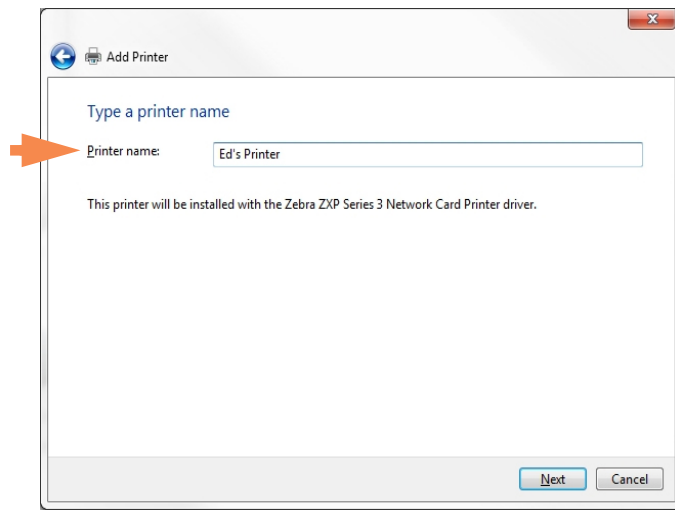 Add Printer
Type a printer name
Printer name:
Ed's Printer
This printer will be installed with the Zebra ZXP Series 3 Network Card Printer driver.
Next
Cancel